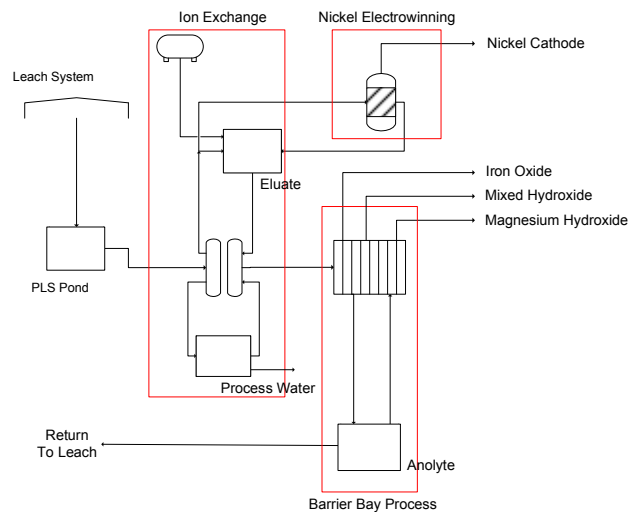 Ion Exchange
Nickel Electrowinning
Nickel Cathode
Leach System
Iron Oxide
Mixed Hydroxide
Eluate
Magnesium Hydroxide
PLS Pond
Process Water
Return
To Leach
Anolyte
Barrier Bay Process